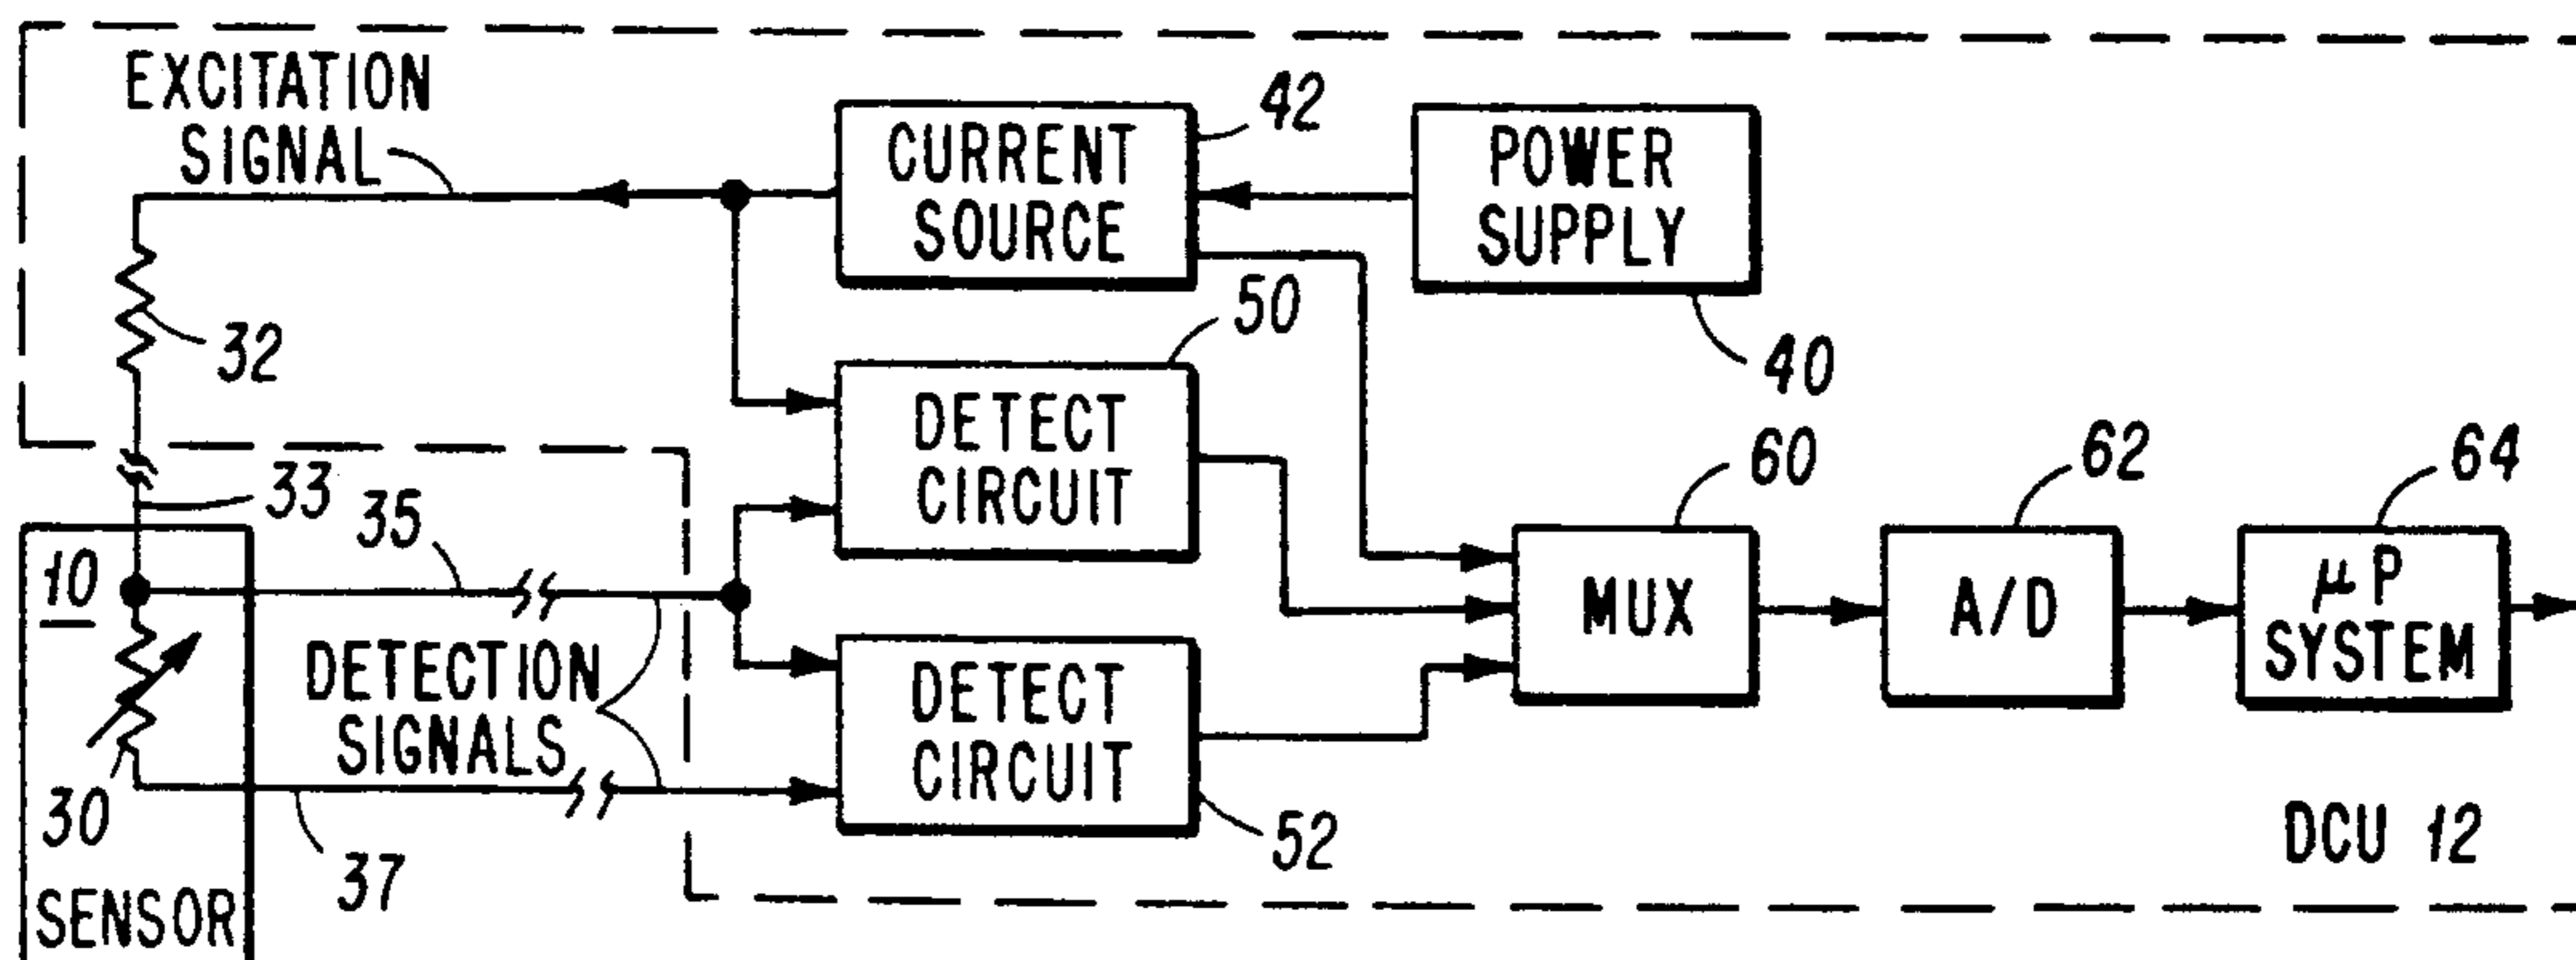 EXCITATION
SIGNAL
CURRENT
SOURCE
42
POWER
SUPPLY
40
32
50
DETECT
CIRCUIT
33
35
10
60
62
64
MUX
A/D
μP
SYSTEM
DETECTION
SIGNALS
DETECT
CIRCUIT
30
37
52
SENSOR
DCU 12